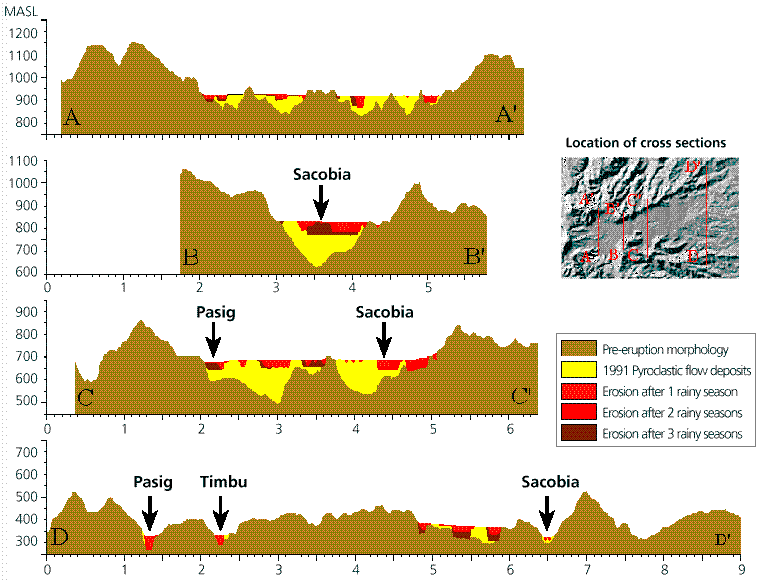 MASL
1200
1100
1000
900
800
A
A'
Location of cross sections
1100
1000
900
800
700
600
Sacobia
B
B'
0 1 2 3 4 5
900
800
700
600
500
Pasig
Sacobia
C
C'
0 1 2 3 4 5 6
Pre-eruption morphology
1991 Pyroclastic flow deposits
Erosion after 1 rainy season
Erosion after 2 rainy seasons
Erosion after 3 rainy seasons
700
600
500
400
300
Pasig
Timbu
Sacobia
D
D'
0 1 2 3 4 5 6 7 8 9